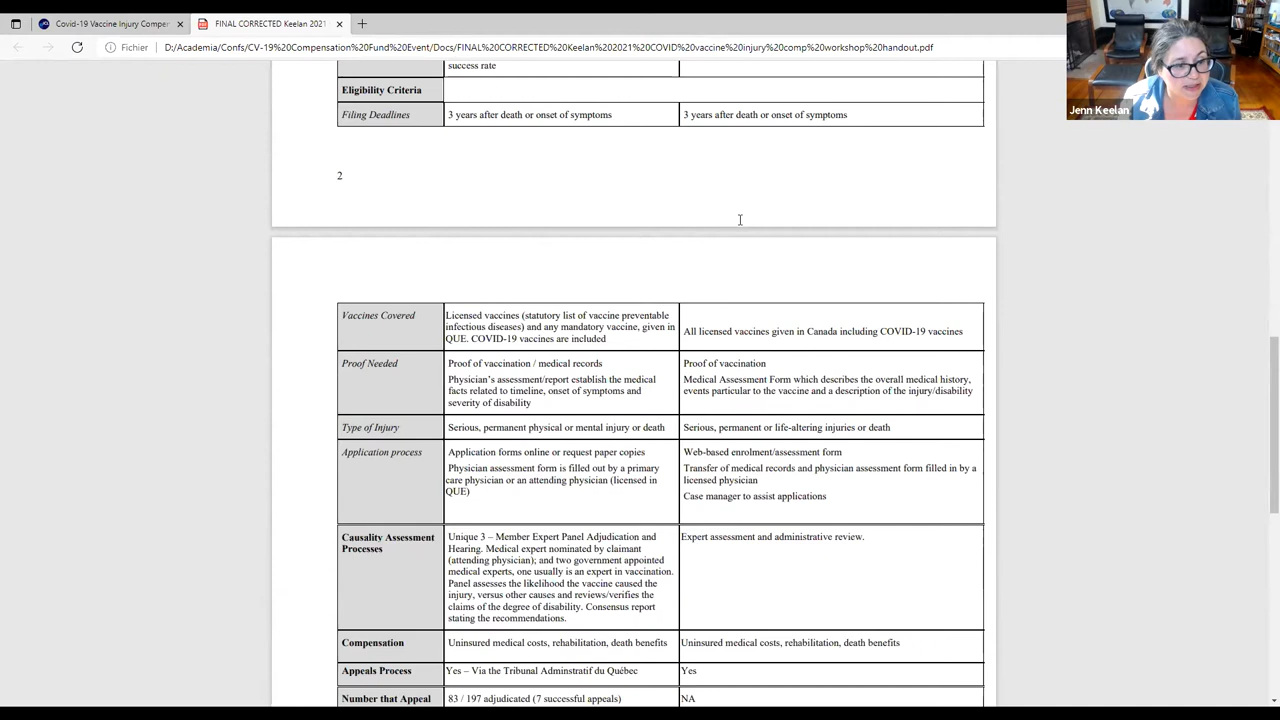 Covid-19 Vaccine Injury Comper
FINAL CORRECTED Keelan 2021
Fichier
D:/Academia/Confs/CV-19%20Compensation%20Fund%20Event/Docs/FINAL%20CORRECTED%20Keelan%202021%20COVID%20vaccine%20injury%20comp%20workshop%20handout.pdf
Jenn Keelan
success rate
Eligibility Criteria
Filing Deadlines
3 years after death or onset of symptoms
3 years after death or onset of symptoms
2
Vaccines Covered
Licensed vaccines (statutory list of vaccine preventable
infectious diseases) and any mandatory vaccine, given in
QUE. COVID-19 vaccines are included
All licensed vaccines given in Canada including COVID-19 vaccines
Proof Needed
Proof of vaccination / medical records
Physician's assessment/report establish the medical
facts related to timeline, onset of symptoms and
severity of disability
Proof of vaccination
Medical Assessment Form which describes the overall medical history,
events particular to the vaccine and a description of the injury/disability
Type of Injury
Serious, permanent physical or mental injury or death
Serious, permanent or life-altering injuries or death
Application process
Application forms online or request paper copies
Physician assessment form is filled out by a primary
care physician or an attending physician (licensed in
QUE)
Web-based enrolment/assessment form
Transfer of medical records and physician assessment form filled in by a
licensed physician
Case manager to assist applications
Causality Assessment
Processes
Unique 3 – Member Expert Panel Adjudication and
Hearing. Medical expert nominated by claimant
(attending physician); and two government appointed
medical experts, one usually is an expert in vaccination.
Panel assesses the likelihood the vaccine caused the
injury, versus other causes and reviews/verifies the
claims of the degree of disability. Consensus report
stating the recommendations.
Expert assessment and administrative review.
Compensation
Uninsured medical costs, rehabilitation, death benefits
Uninsured medical costs, rehabilitation, death benefits
Appeals Process
Yes – Via the Tribunal Adminstratif du Québec
Yes
Number that Appeal
83 / 197 adjudicated (7 successful appeals)
NA